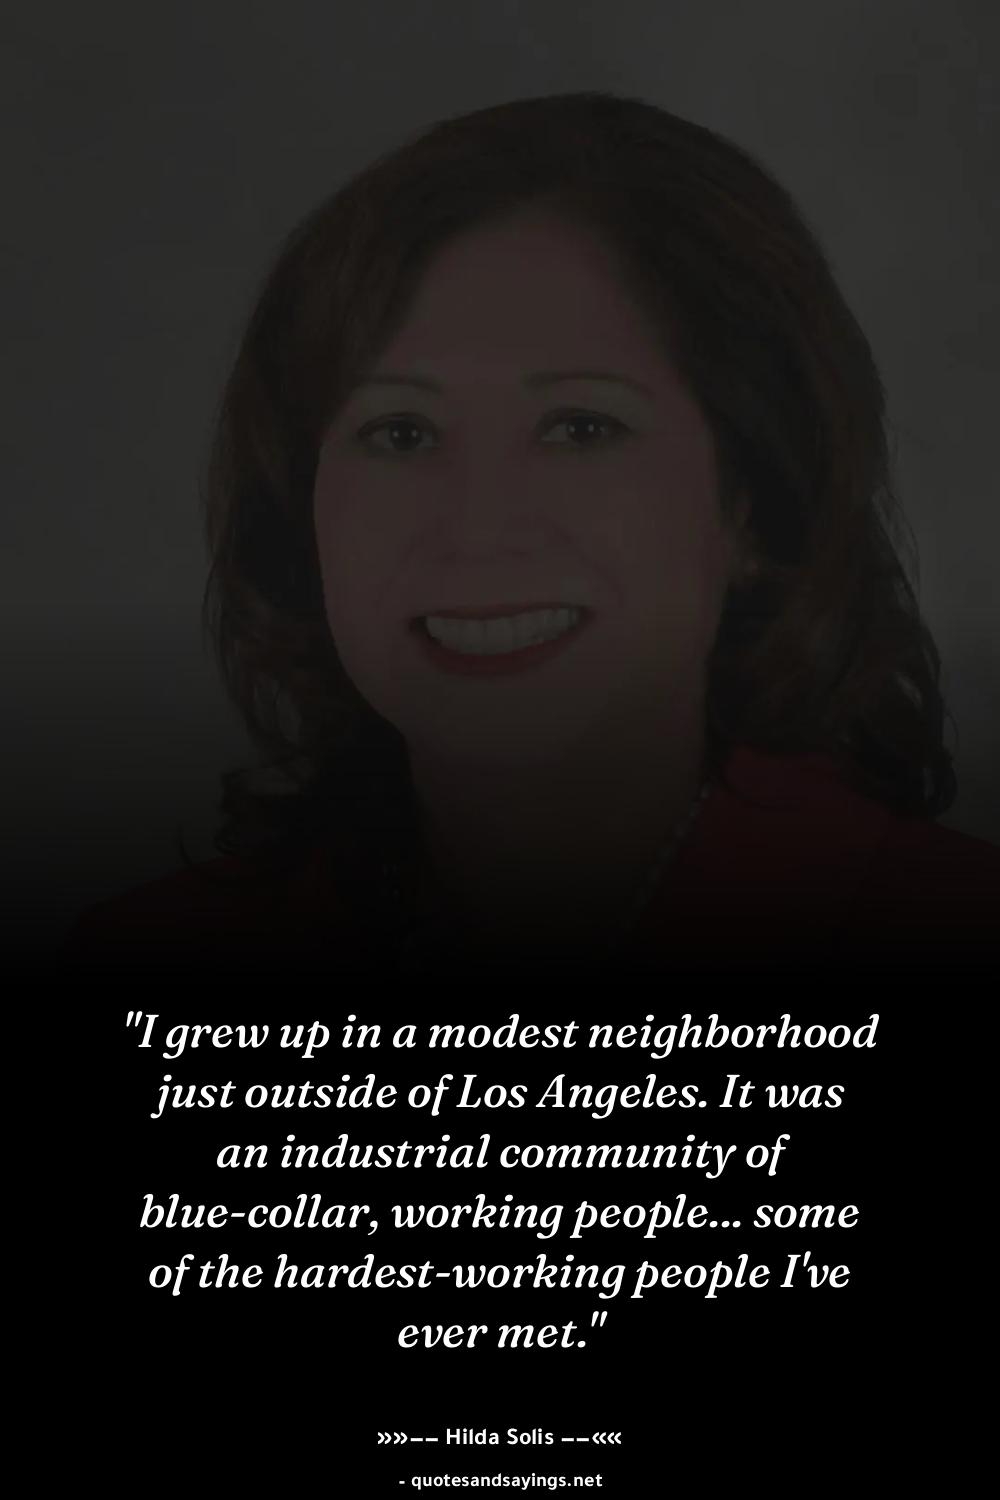 "I grew up in a modest neighborhood
just outside of Los Angeles. It was
an industrial community of
blue-collar, working people... some
of the hardest-working people I've
ever met."
»»–– Hilda Solis ––««
- quotesandsayings.net